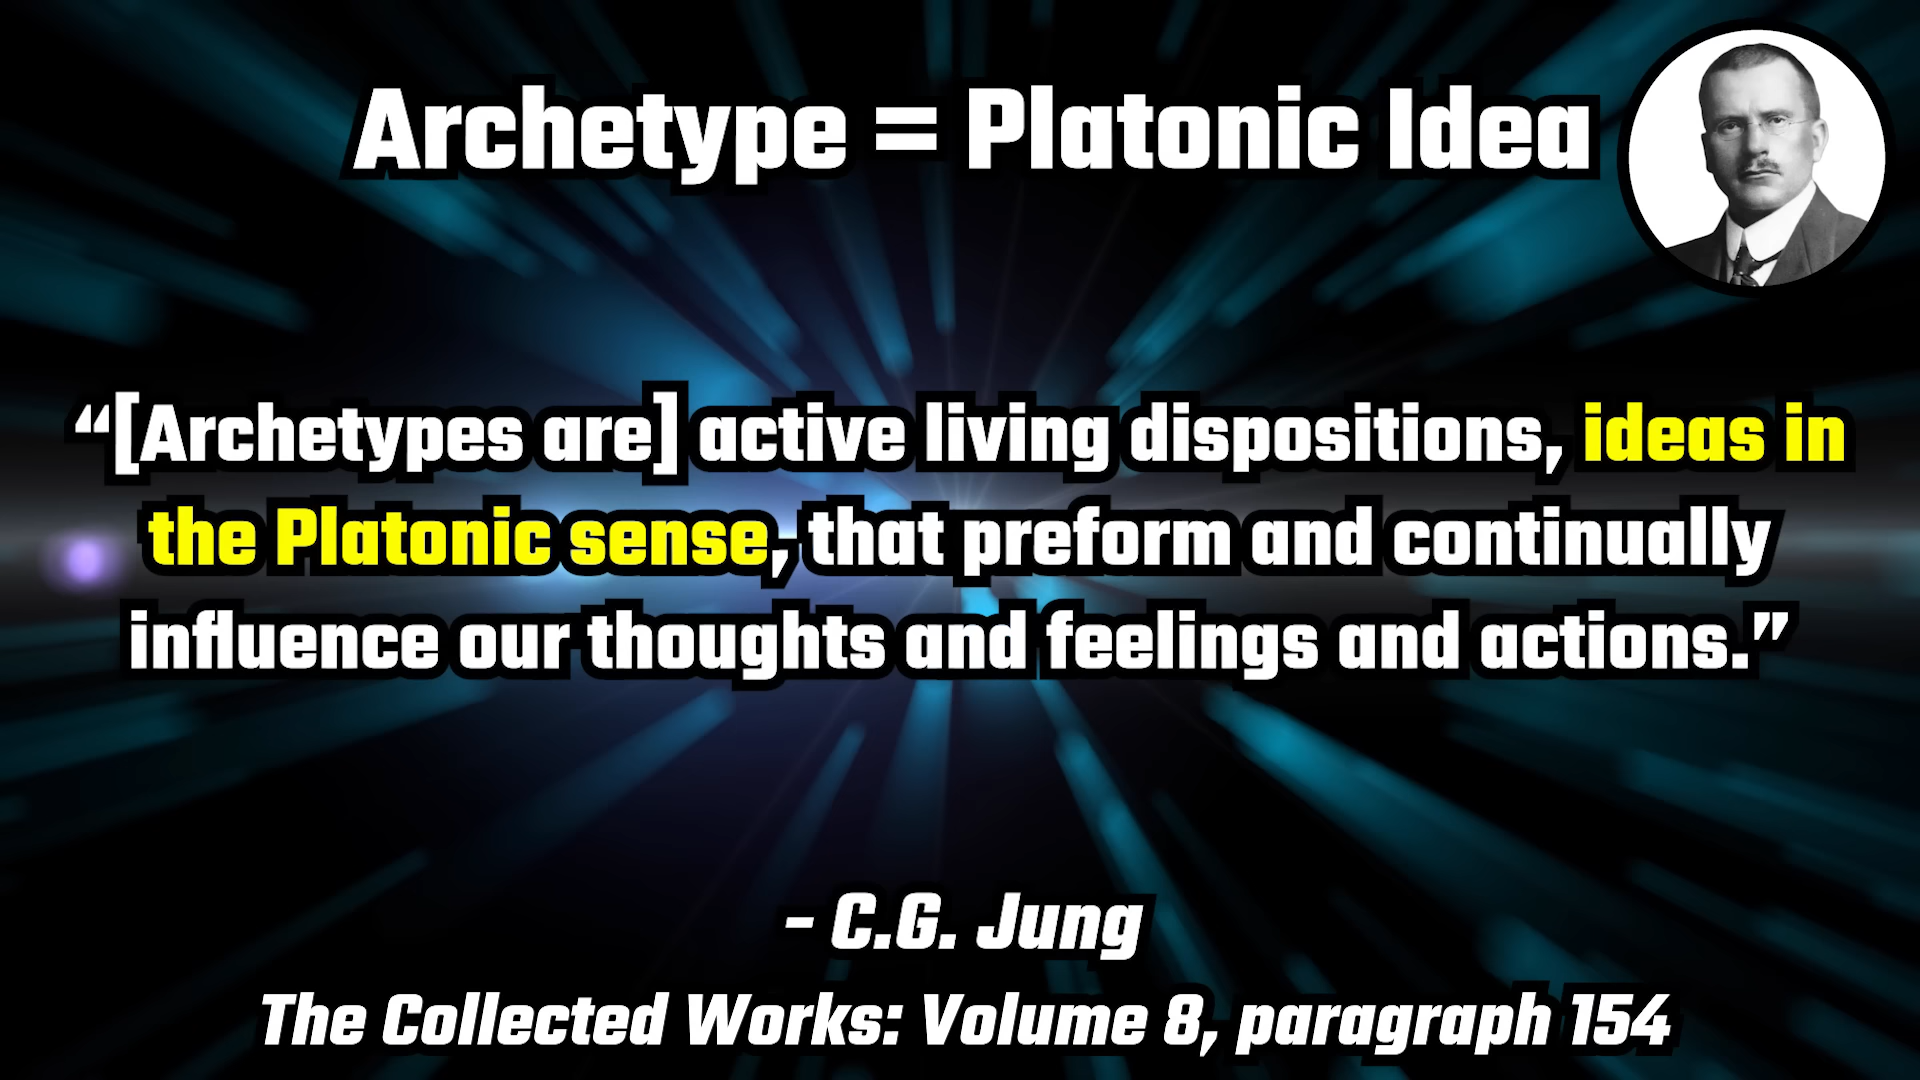 Archetype = Platonic Idea
“[Archetypes are] active living dispositions, ideas in
the Platonic sense, that preform and continually
influence our thoughts and feelings and actions.”
- C.G. Jung
The Collected Works: Volume 8, paragraph 154